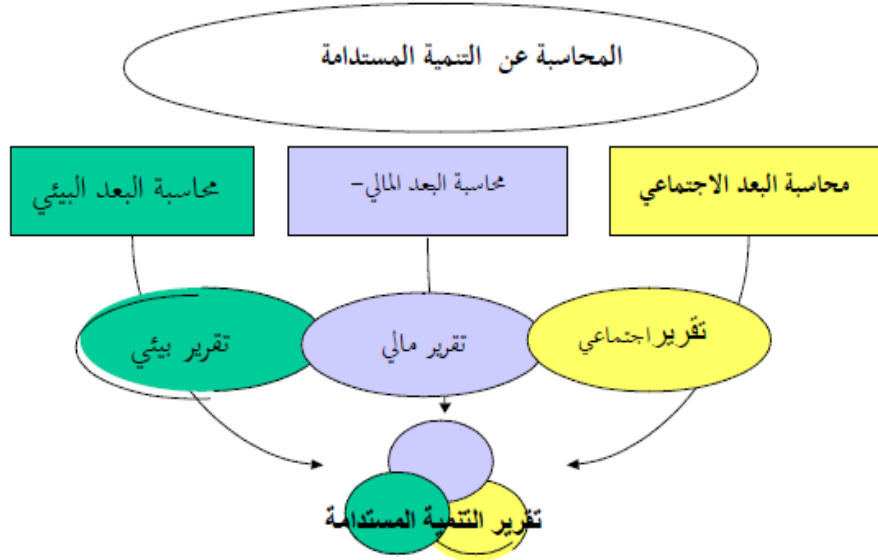 المحاسبة عن التنمية المستدامة
محاسبة البعد الاجتماعي
محاسبة البعد المالي-
محاسبة البعد البيئي
تقرير اجتماعي
تقرير مالي
تقرير بيئي
تقرير التنمية المستدامة